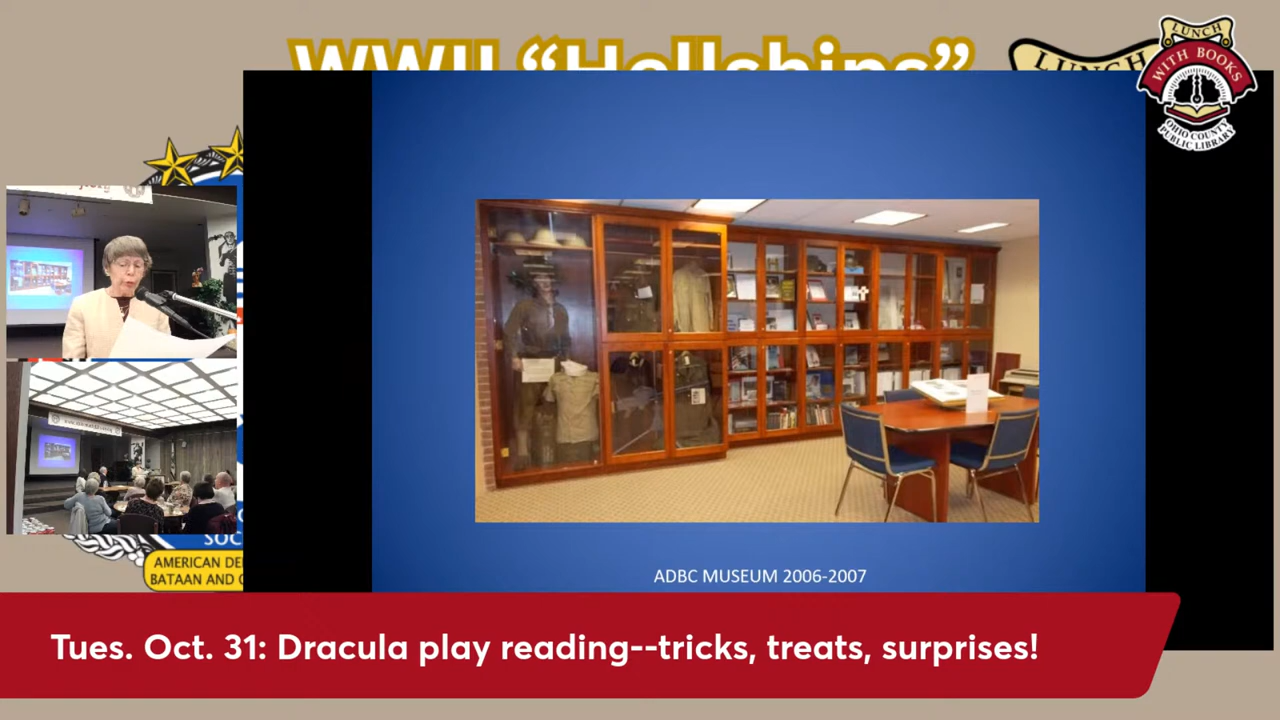 WWII “Hellships”
LUNCH
LUNCH
WITH BOOKS
OHIO COUNTY
PUBLIC LIBRARY
SOC
AMERICAN DE
BATAAN AND C
ADBC MUSEUM 2006-2007
Tues. Oct. 31: Dracula play reading--tricks, treats, surprises!